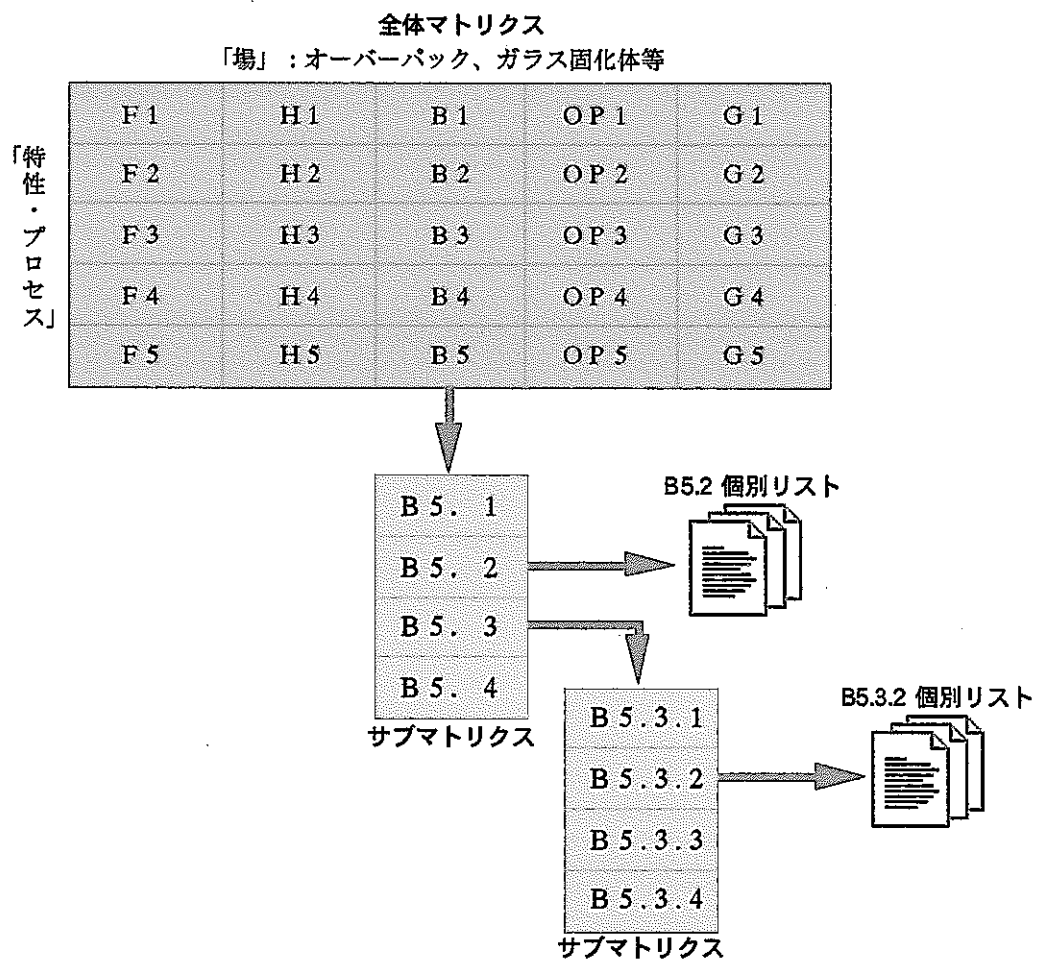 全体マトリクス
「場」:オーバーパック、ガラス固化体等
「特性・プロセス」
F1 H1 B1 OP1 G1
F2 H2 B2 OP2 G2
F3 H3 B3 OP3 G3
F4 H4 B4 OP4 G4
F5 H5 B5 OP5 G5
B5. 1
B5. 2
B5. 3
B5. 4
サブマトリクス
B5.2 個別リスト
B5.3.1
B5.3.2
B5.3.3
B5.3.4
サブマトリクス
B5.3.2 個別リスト